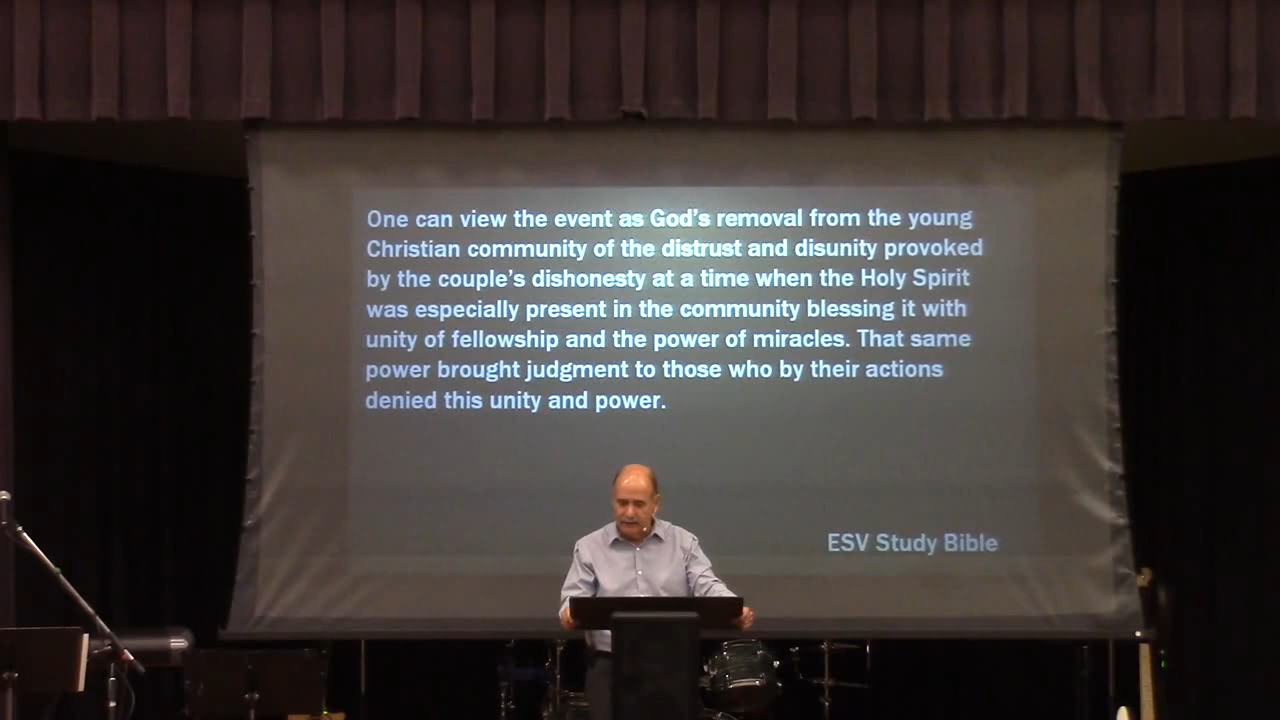 One can view the event as God's removal from the young
Christian community of the distrust and disunity provoked
by the couple's dishonesty at a time when the Holy Spirit
was especially present in the community blessing it with
unity of fellowship and the power of miracles. That same
power brought judgment to those who by their actions
denied this unity and power.
ESV Study Bible